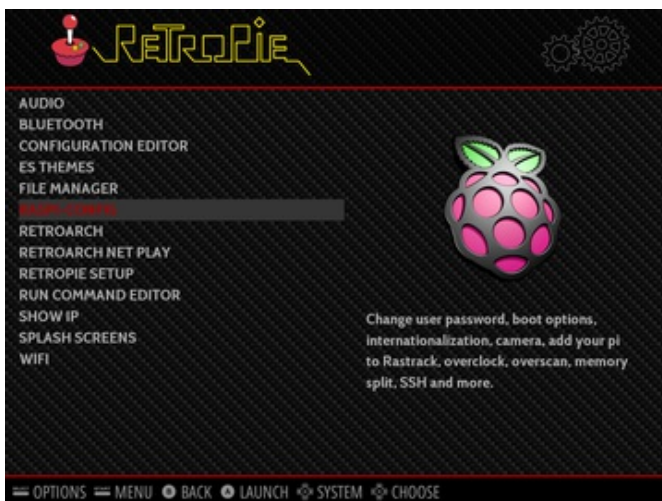 RETROPIE
AUDIO
BLUETOOTH
CONFIGURATION EDITOR
ES THEMES
FILE MANAGER
RASPI-CONFIG
RETROARCH
RETROARCH NET PLAY
RETROPIE SETUP
RUN COMMAND EDITOR
SHOW IP
SPLASH SCREENS
WIFI
Change user password, boot options,
internationalization, camera, add your pi
to Rastrack, overclock, overscan, memory
split, SSH and more.
SELECT OPTIONS START MENU B BACK A LAUNCH SYSTEM CHOOSE